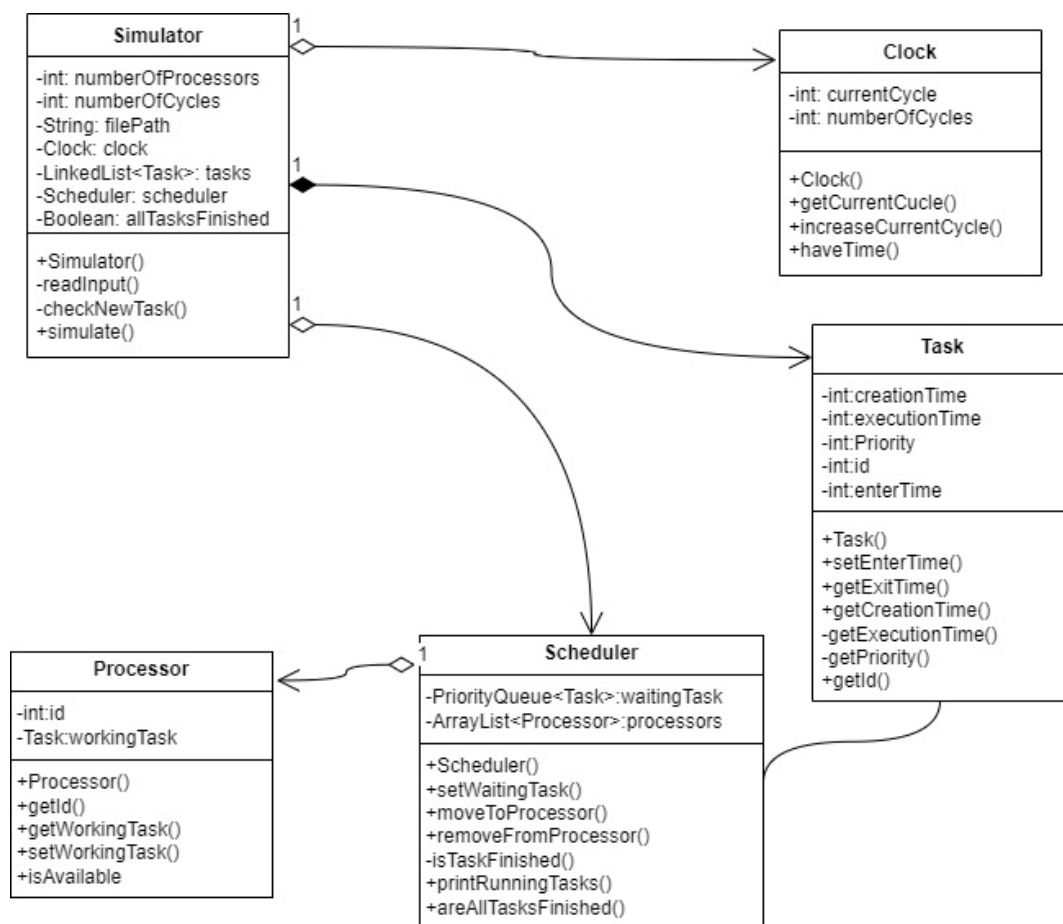 Simulator
-int: numberOfProcessors
-int: numberOfCycles
-String: filePath
-Clock: clock
-LinkedList<Task>: tasks
-Scheduler: scheduler
-Boolean: allTasksFinished
+Simulator()
-readInput()
-checkNewTask()
+simulate()
1
1
1
Clock
-int: currentCycle
-int: numberOfCycles
+Clock()
+getCurrentCucle()
+increaseCurrentCycle()
+haveTime()
Task
-int:creationTime
-int:executionTime
-int:Priority
-int:id
-int:enterTime
+Task()
+setEnterTime()
+getExitTime()
+getCreationTime()
-getExecutionTime()
-getPriority()
+getId()
Processor
-int:id
-Task:workingTask
+Processor()
+getId()
+getWorkingTask()
+setWorkingTask()
+isAvailable
1
Scheduler
-PriorityQueue<Task>:waitingTask
-ArrayList<Processor>:processors
+Scheduler()
+setWaitingTask()
+moveToProcessor()
+removeFromProcessor()
-isTaskFinished()
+printRunningTasks()
+areAllTasksFinished()